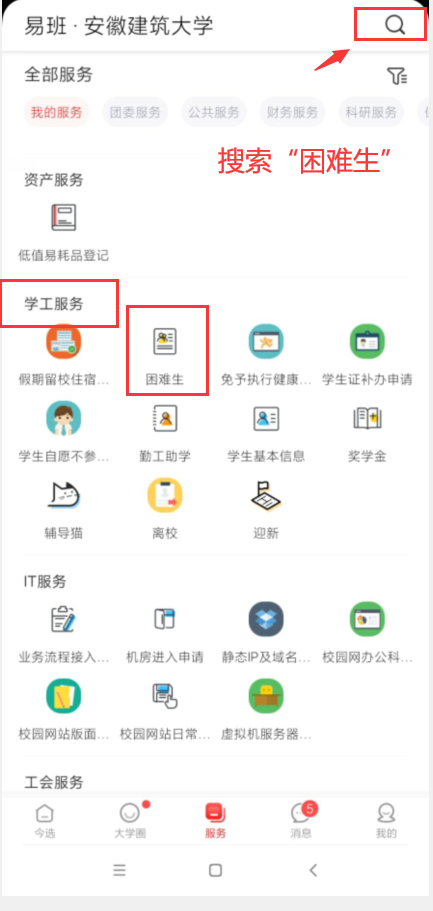 易班 · 安徽建筑大学
全部服务
我的服务 团委服务 公共服务 财务服务 科研服务
搜索“困难生”
资产服务
低值易耗品登记
学工服务
假期留校住宿... 困难生 免予执行健康... 学生证补办申请
学生自愿不参... 勤工助学 学生基本信息 奖学金
辅导猫 离校 迎新
IT服务
业务流程接入... 机房进入申请 静态IP及域名... 校园网办公科...
校园网站版面... 校园网站日常... 虚拟机服务器...
工会服务
5
今选 大学圈 服务 消息 我的